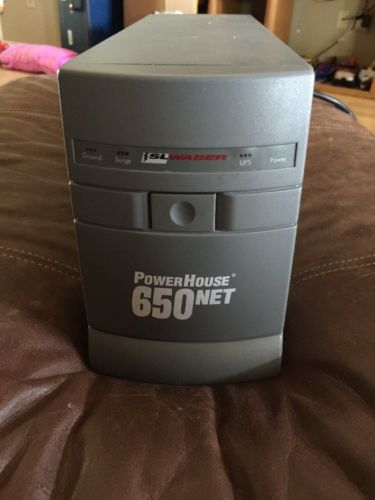 Ground Surge SL WABER UPS Power
POWERHOUSE®
650NET